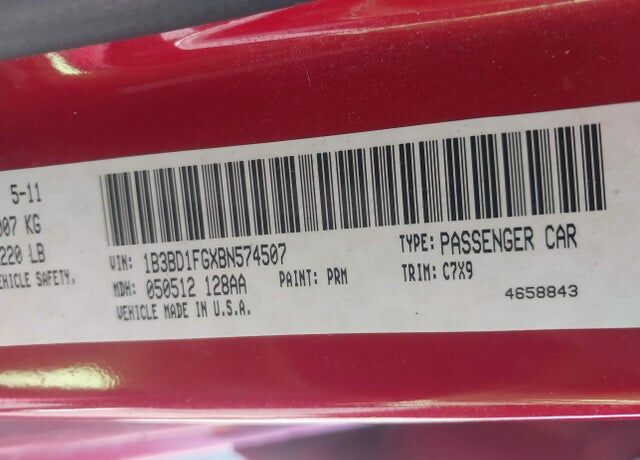 5-11
007 KG
220 LB
EHICLE SAFETY.
VIN: 1B3BD1FGXBN574507
TYPE: PASSENGER CAR
MDH: 050512 128AA
PAINT: PRM
TRIM: C7X9
VEHICLE MADE IN U.S.A.
4658843